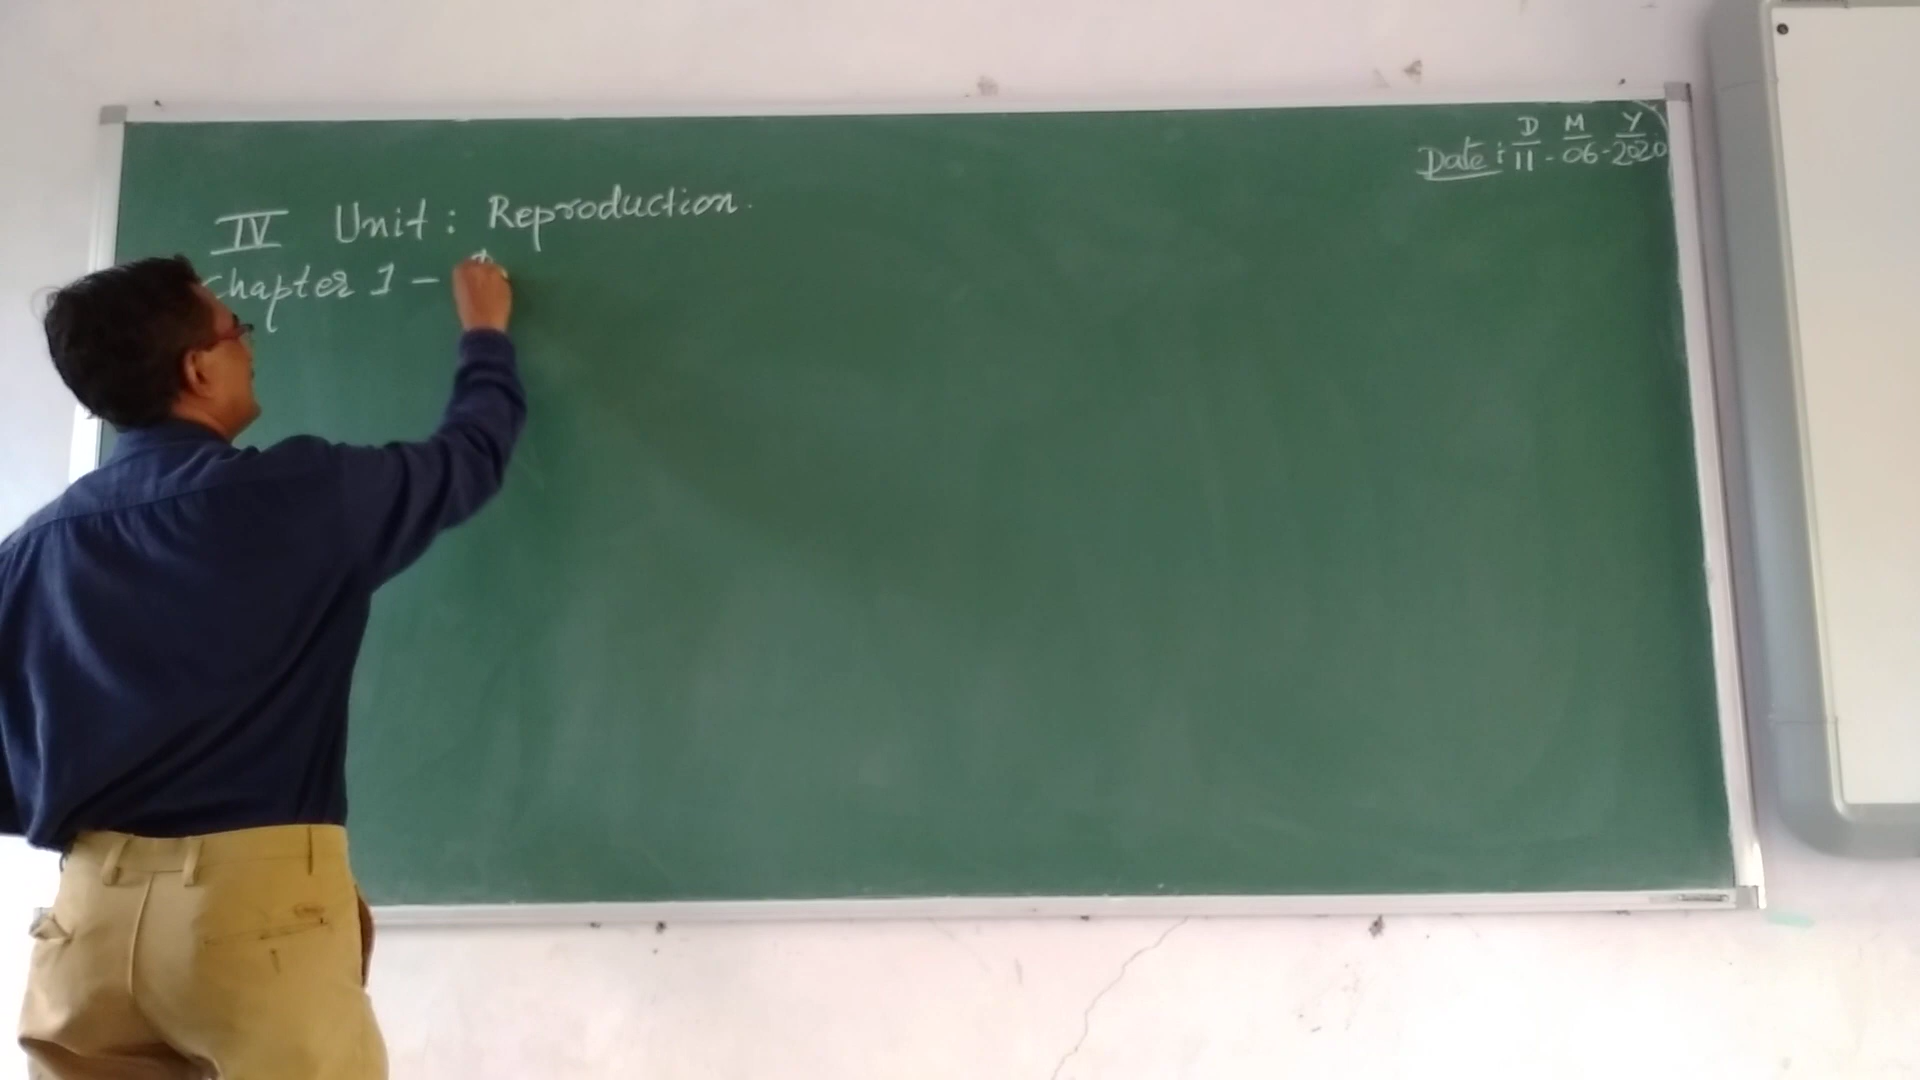 D M Y
Date: 11-06-2020
IV Unit: Reproduction.
Chapter 1 -